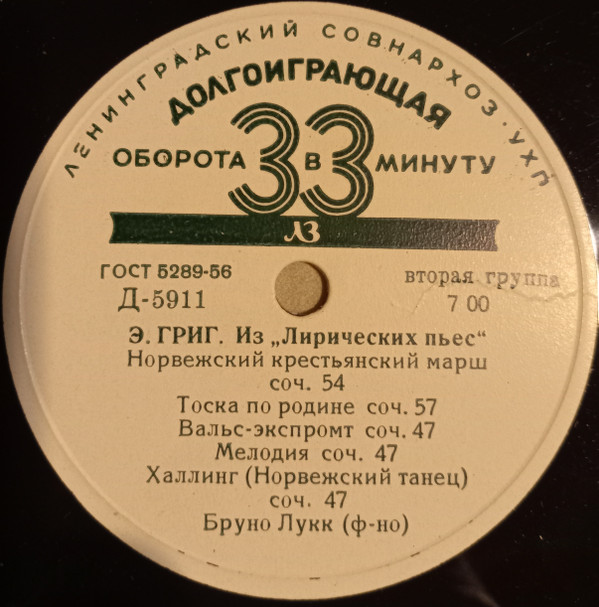 ЛЕНИНГРАДСКИЙ СОВНАРХОЗ·УХП
ДОЛГОИГРАЮЩАЯ
ОБОРОТА 33 В МИНУТУ
ЛЗ
ГОСТ 5289-56
вторая группа
Д-5911
7 00
Э. ГРИГ. Из „Лирических пьес“
Норвежский крестьянский марш
соч. 54
Тоска по родине соч. 57
Вальс-экспромт соч. 47
Мелодия соч. 47
Халлинг (Норвежский танец)
соч. 47
Бруно Лукк (ф-но)